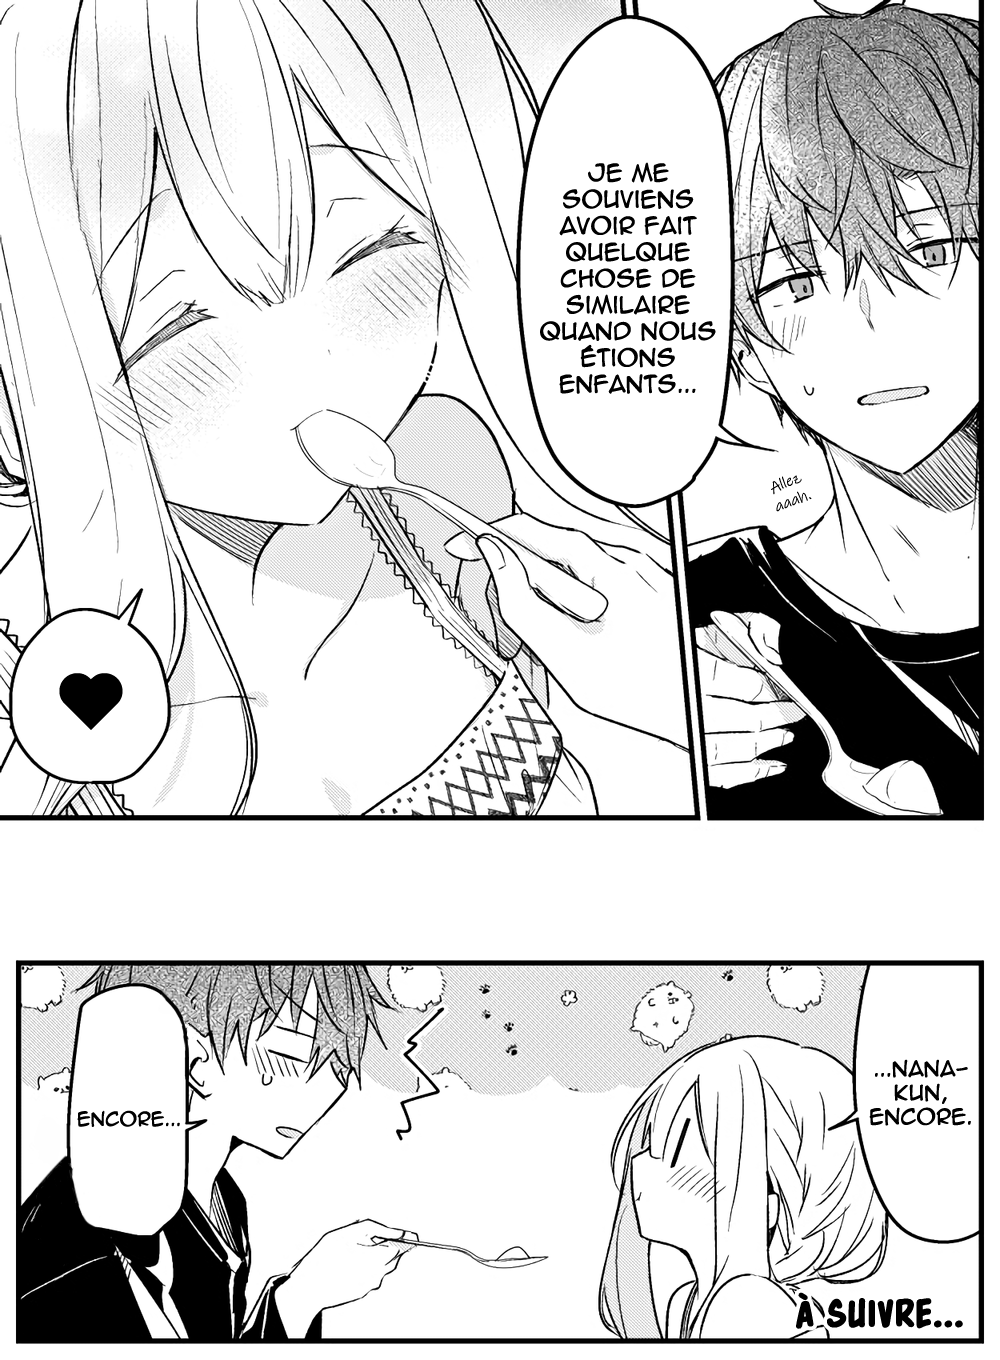 JE ME
SOUVIENS
AVOIR FAIT
QUELQUE
CHOSE DE
SIMILAIRE
QUAND NOUS
ÉTIONS
ENFANTS...
Allez
aaah.
...NANA-
KUN,
ENCORE.
ENCORE...
À SUIVRE...